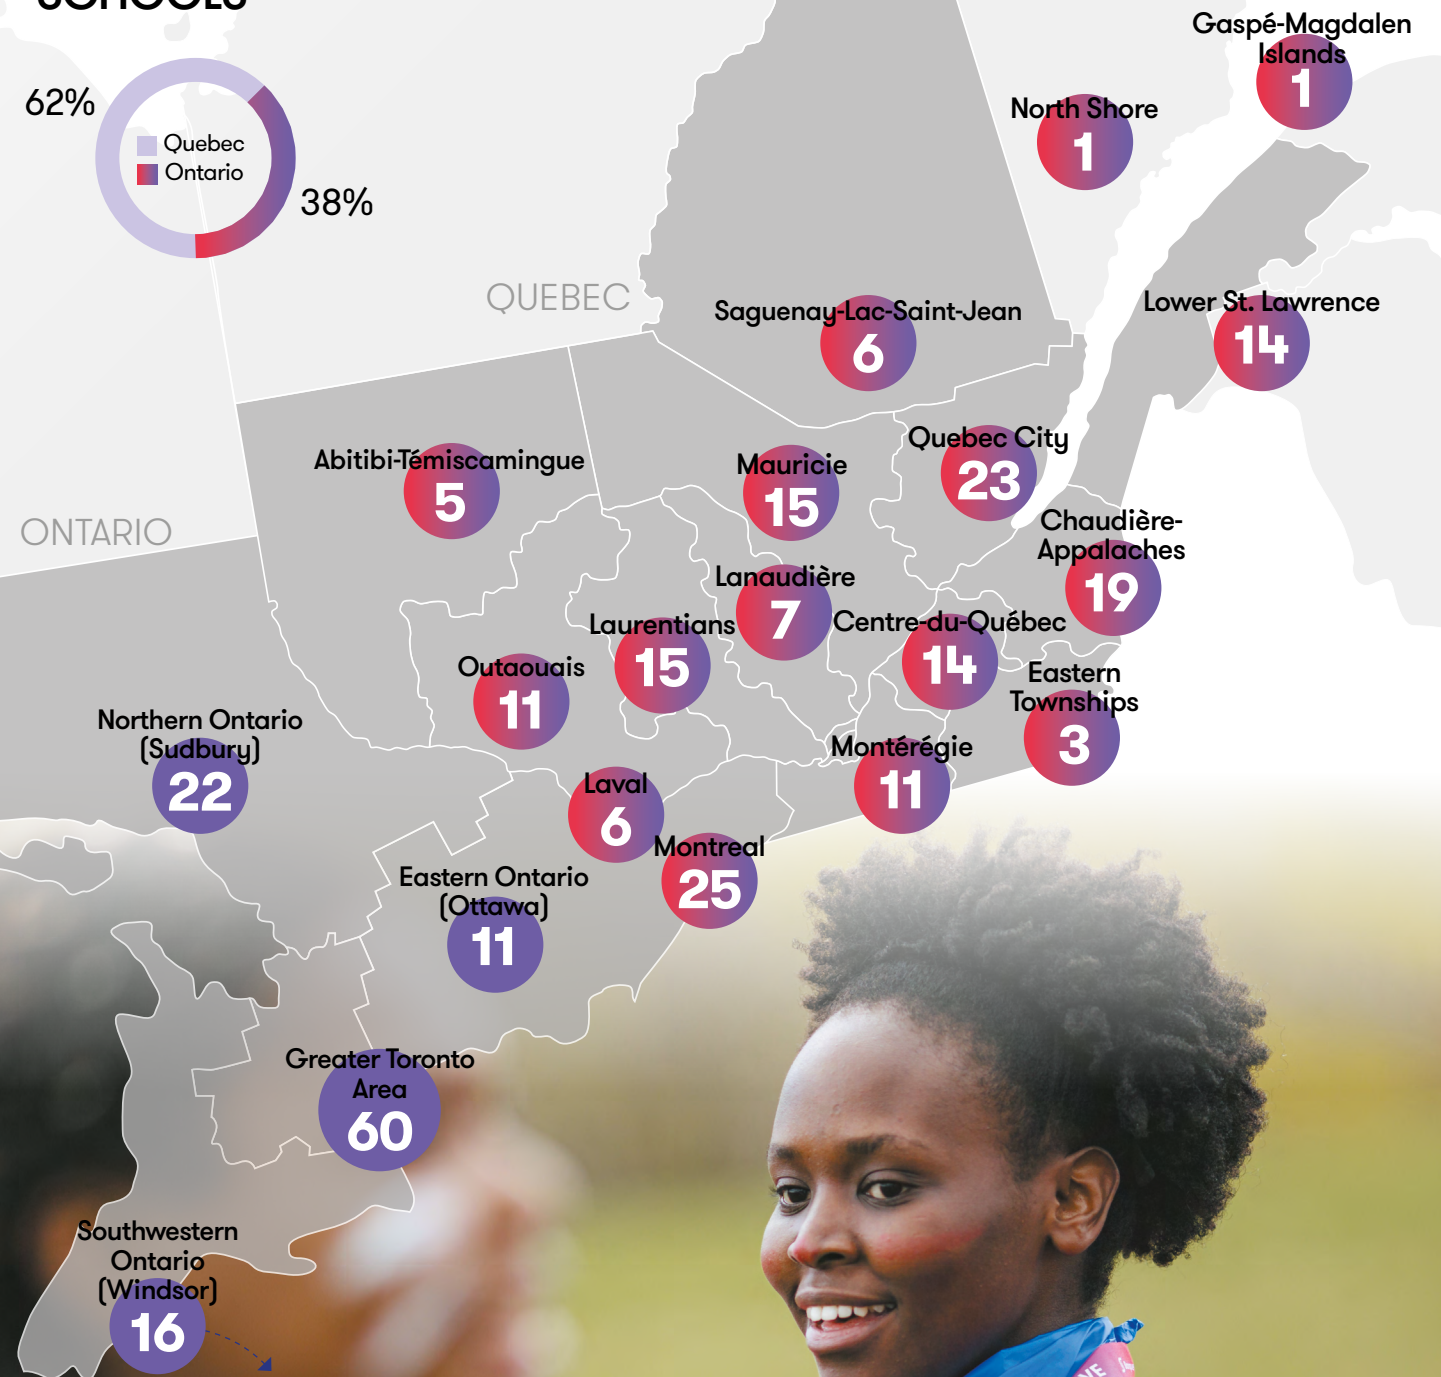 SCHOOLS
62%
Quebec
Ontario
38%
Gaspé-Magdalen
Islands
1
North Shore
1
QUEBEC
Saguenay-Lac-Saint-Jean
6
Lower St. Lawrence
14
Abitibi-Témiscamingue
5
Mauricie
15
Quebec City
23
ONTARIO
Chaudière-
Appalaches
19
Lanaudière
7
Laurentians
15
Centre-du-Québec
14
Outaouais
11
Eastern
Townships
3
Northern Ontario
(Sudbury)
22
Montérégie
11
Laval
6
Montreal
25
Eastern Ontario
(Ottawa)
11
Greater Toronto
Area
60
Southwestern
Ontario
(Windsor)
16